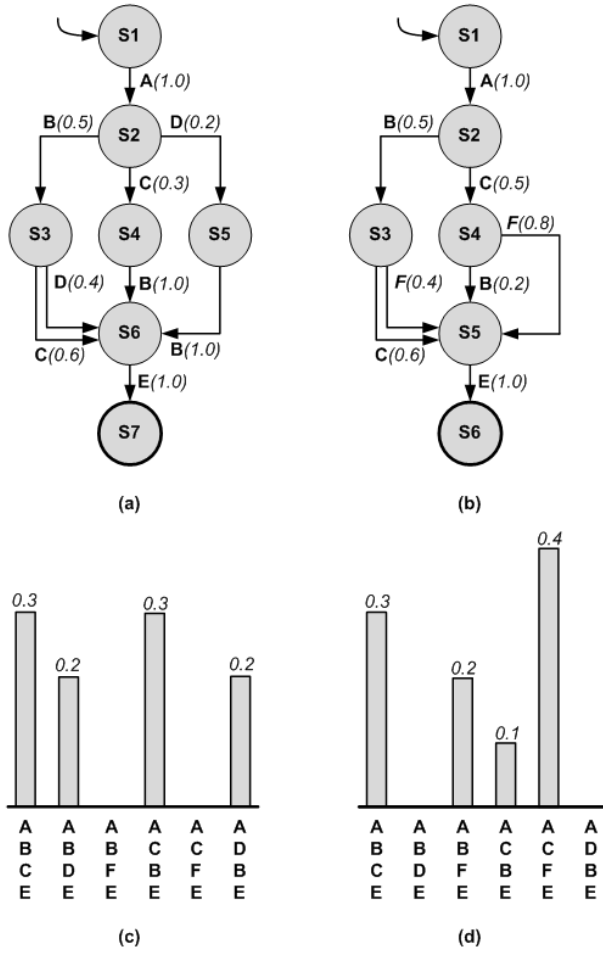 S1
A(1.0)
B(0.5) S2 D(0.2)
C(0.3)
S3 S4 S5
D(0.4) B(1.0)
S6
C(0.6) B(1.0)
E(1.0)
S7
(a)
S1
A(1.0)
B(0.5) S2
C(0.5)
S3 S4 F(0.8)
F(0.4) B(0.2)
S5
C(0.6)
E(1.0)
S6
(b)
0.3 0.2 0.3 0.2
A A A A A A
B B B C C D
C D F B F B
E E E E E E
(c)
0.3 0.2 0.1 0.4
A A A A A A
B B B C C D
C D F B F B
E E E E E E
(d)